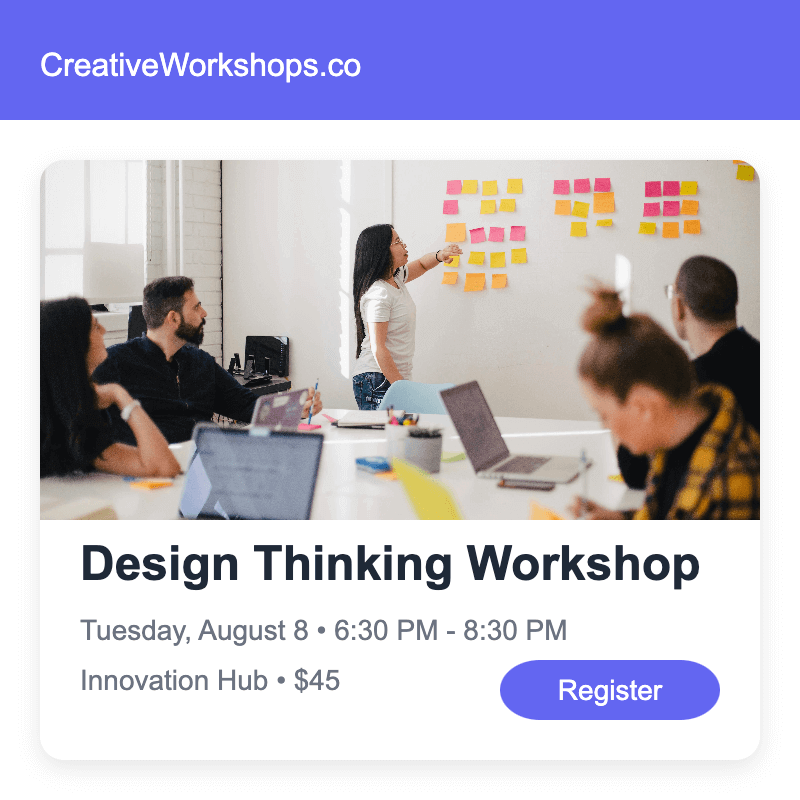 CreativeWorkshops.co
Design Thinking Workshop
Tuesday, August 8 • 6:30 PM - 8:30 PM
Innovation Hub • $45
Register